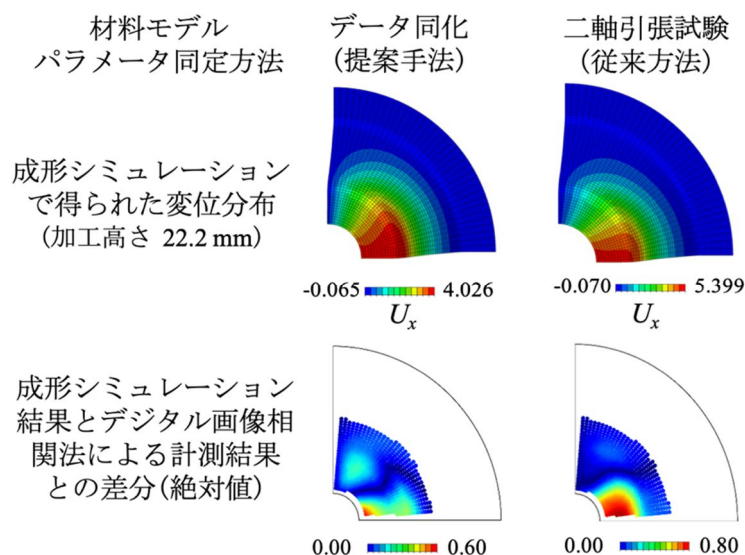 材料モデル
パラメータ同定方法
データ同化
(提案手法)
二軸引張試験
(従来方法)
成形シミュレーション
で得られた変位分布
(加工高さ 22.2 mm)
-0.065 4.026
Ux
-0.070 5.399
Ux
成形シミュレーション
結果とデジタル画像相
関法による計測結果
との差分(絶対値)
0.00 0.60
0.00 0.80